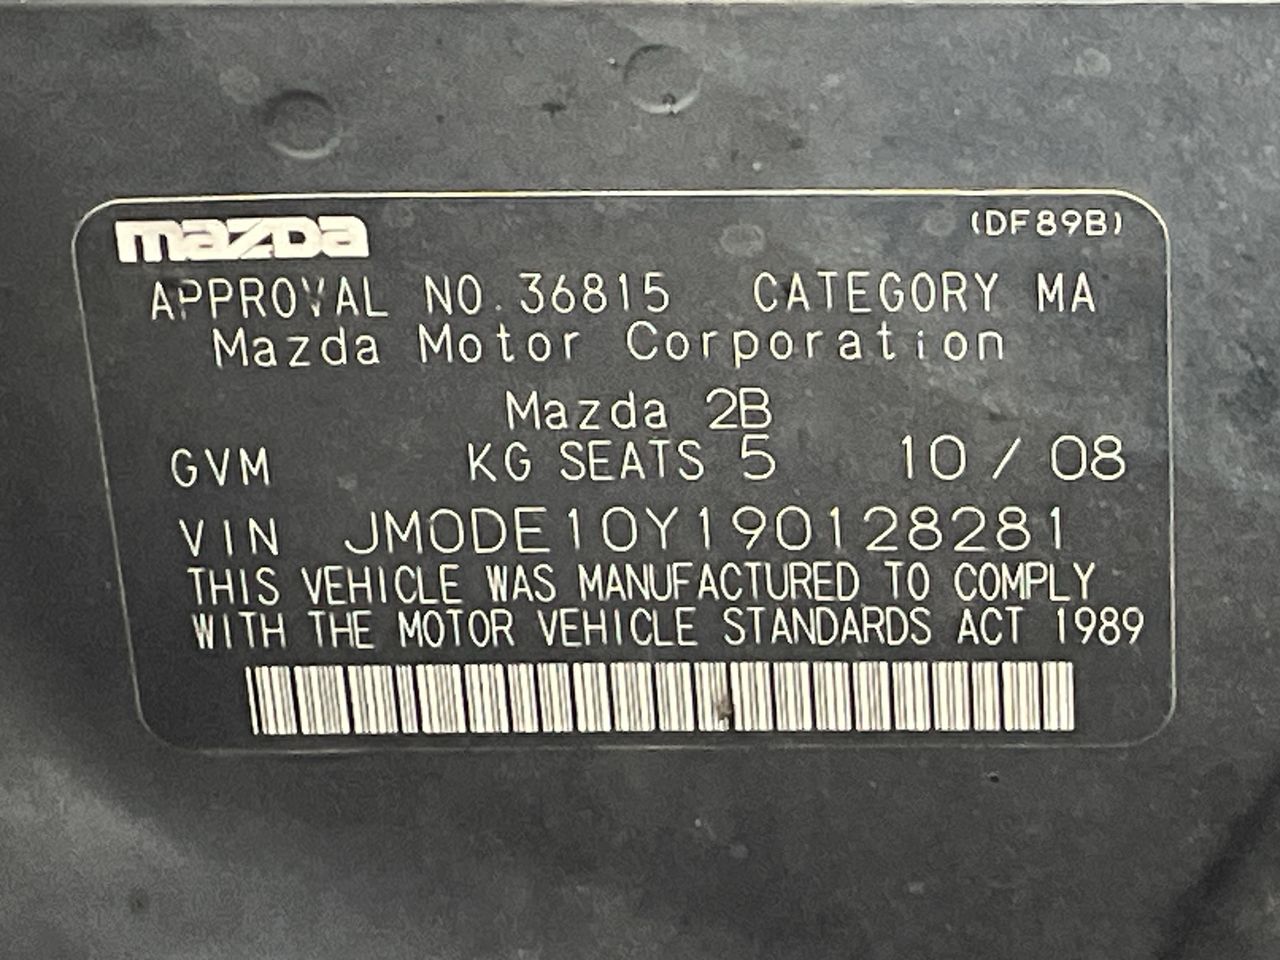 mazda (DF89B)
APPROVAL NO. 36815 CATEGORY MA
Mazda Motor Corporation
Mazda 2B
GVM KG SEATS 5 10 / 08
VIN JM0DE10Y190128281
THIS VEHICLE WAS MANUFACTURED TO COMPLY
WITH THE MOTOR VEHICLE STANDARDS ACT 1989